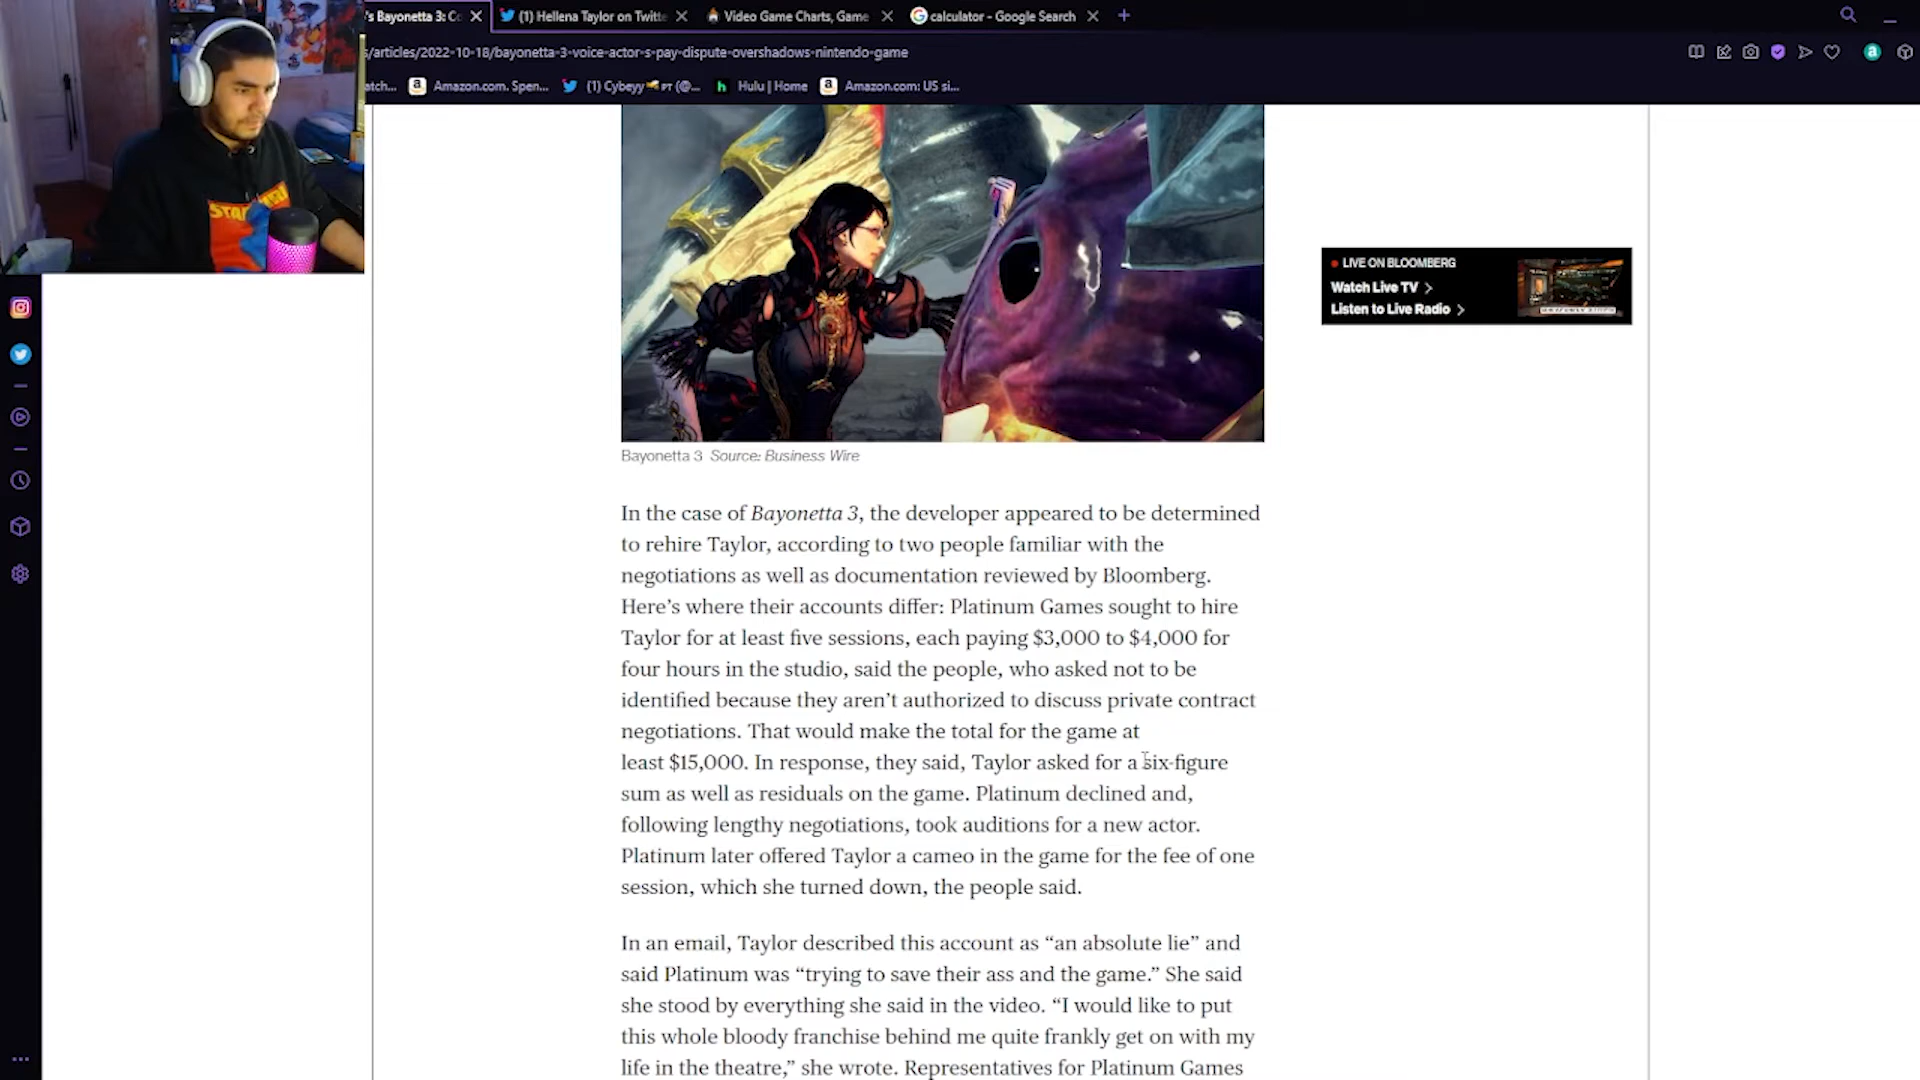 's Bayonetta 3: Co
(1) Hellena Taylor on Twitte
Video Game Charts, Game
calculator - Google Search
s/articles/2022-10-18/bayonetta-3-voice-actor-s-pay-dispute-overshadows-nintendo-game
atch...
Amazon.com. Spen...
(1) Cybeyy PT (@...
Hulu | Home
Amazon.com: US si...
LIVE ON BLOOMBERG
Watch Live TV >
Listen to Live Radio >
Bayonetta 3 Source: Business Wire
In the case of Bayonetta 3, the developer appeared to be determined
to rehire Taylor, according to two people familiar with the
negotiations as well as documentation reviewed by Bloomberg.
Here’s where their accounts differ: Platinum Games sought to hire
Taylor for at least five sessions, each paying $3,000 to $4,000 for
four hours in the studio, said the people, who asked not to be
identified because they aren’t authorized to discuss private contract
negotiations. That would make the total for the game at
least $15,000. In response, they said, Taylor asked for a six-figure
sum as well as residuals on the game. Platinum declined and,
following lengthy negotiations, took auditions for a new actor.
Platinum later offered Taylor a cameo in the game for the fee of one
session, which she turned down, the people said.
In an email, Taylor described this account as “an absolute lie” and
said Platinum was “trying to save their ass and the game.” She said
she stood by everything she said in the video. “I would like to put
this whole bloody franchise behind me quite frankly get on with my
life in the theatre,” she wrote. Representatives for Platinum Games